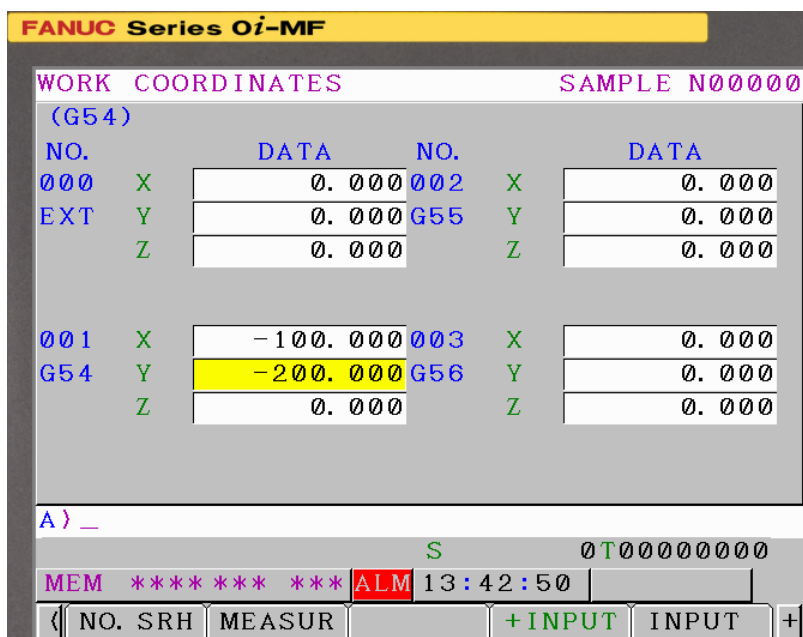 FANUC Series 0i-MF
WORK COORDINATES SAMPLE N00000
(G54)
NO. DATA NO. DATA
000 X 0.000 002 X 0.000
EXT Y 0.000 G55 Y 0.000
Z 0.000 Z 0.000
001 X -100.000 003 X 0.000
G54 Y -200.000 G56 Y 0.000
Z 0.000 Z 0.000
A)_
S 0T00000000
MEM **** *** *** ALM 13:42:50
( NO. SRH MEASUR +INPUT INPUT +